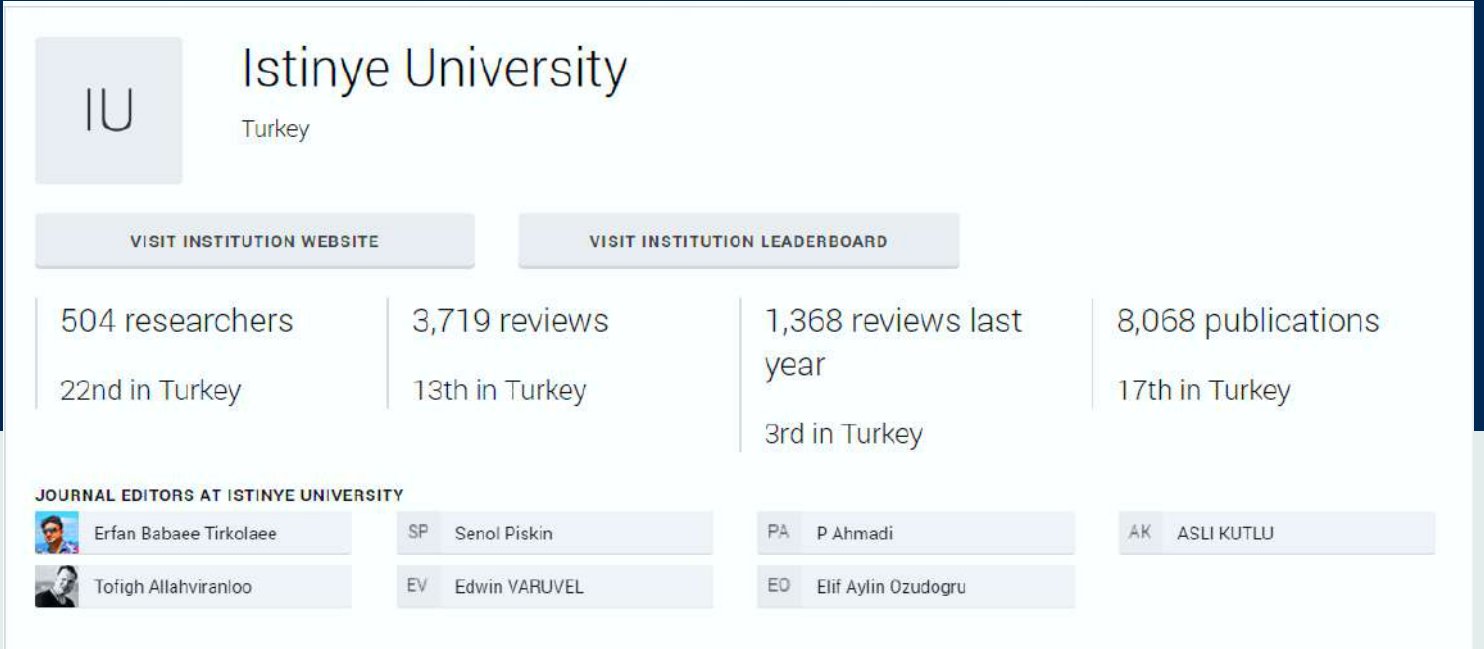 IU
Istinye University
Turkey
VISIT INSTITUTION WEBSITE
VISIT INSTITUTION LEADERBOARD
504 researchers
22nd in Turkey
3,719 reviews
13th in Turkey
1,368 reviews last
year
3rd in Turkey
8,068 publications
17th in Turkey
JOURNAL EDITORS AT ISTINYE UNIVERSITY
Erfan Babaee Tirkolaee
SP Senol Piskin
PA P Ahmadi
AK ASLI KUTLU
Tofigh Allahviranloo
EV Edwin VARUVEL
EO Elif Aylin Ozudogru